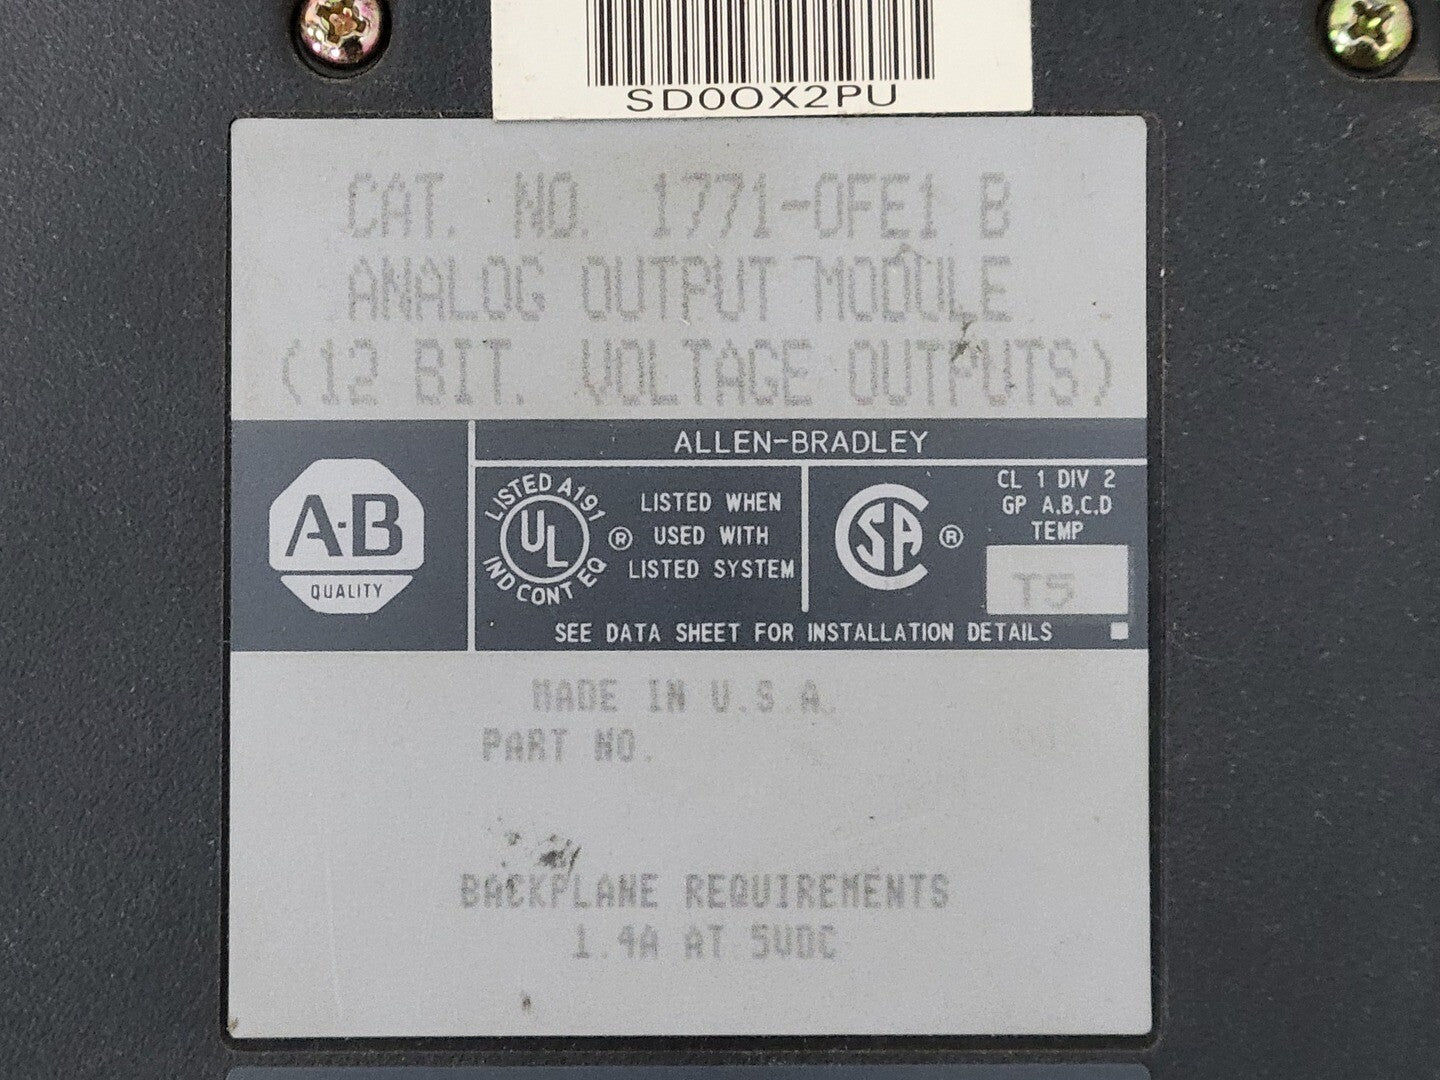 SD00X2PU
CAT. NO. 1771-OFE1 B
ANALOG OUTPUT MODULE
(12 BIT. VOLTAGE OUTPUTS)
ALLEN-BRADLEY
A-B
QUALITY
LISTED A191
UL
IND CONT EQ
®
LISTED WHEN
USED WITH
LISTED SYSTEM
SA
®
CL 1 DIV 2
GP A,B,C,D
TEMP
T5
SEE DATA SHEET FOR INSTALLATION DETAILS
MADE IN U.S.A.
PART NO.
BACKPLANE REQUIREMENTS
1.4A AT 5VDC